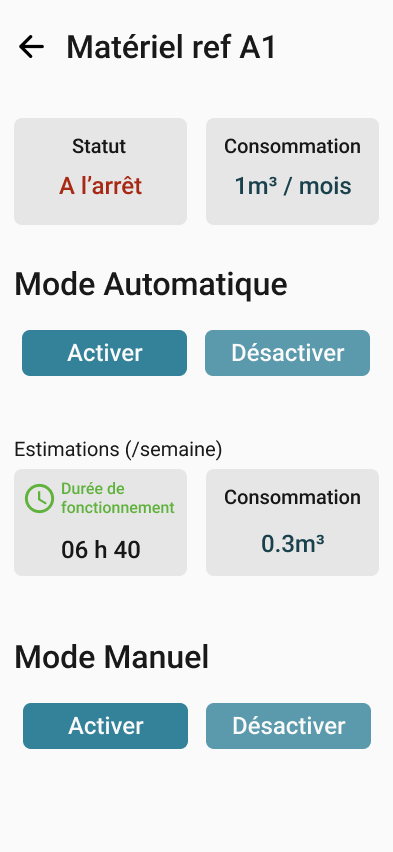 Matériel ref A1
Statut
A l’arrêt
Consommation
1m³ / mois
Mode Automatique
Activer
Désactiver
Estimations (/semaine)
Durée de
fonctionnement
06 h 40
Consommation
0.3m³
Mode Manuel
Activer
Désactiver